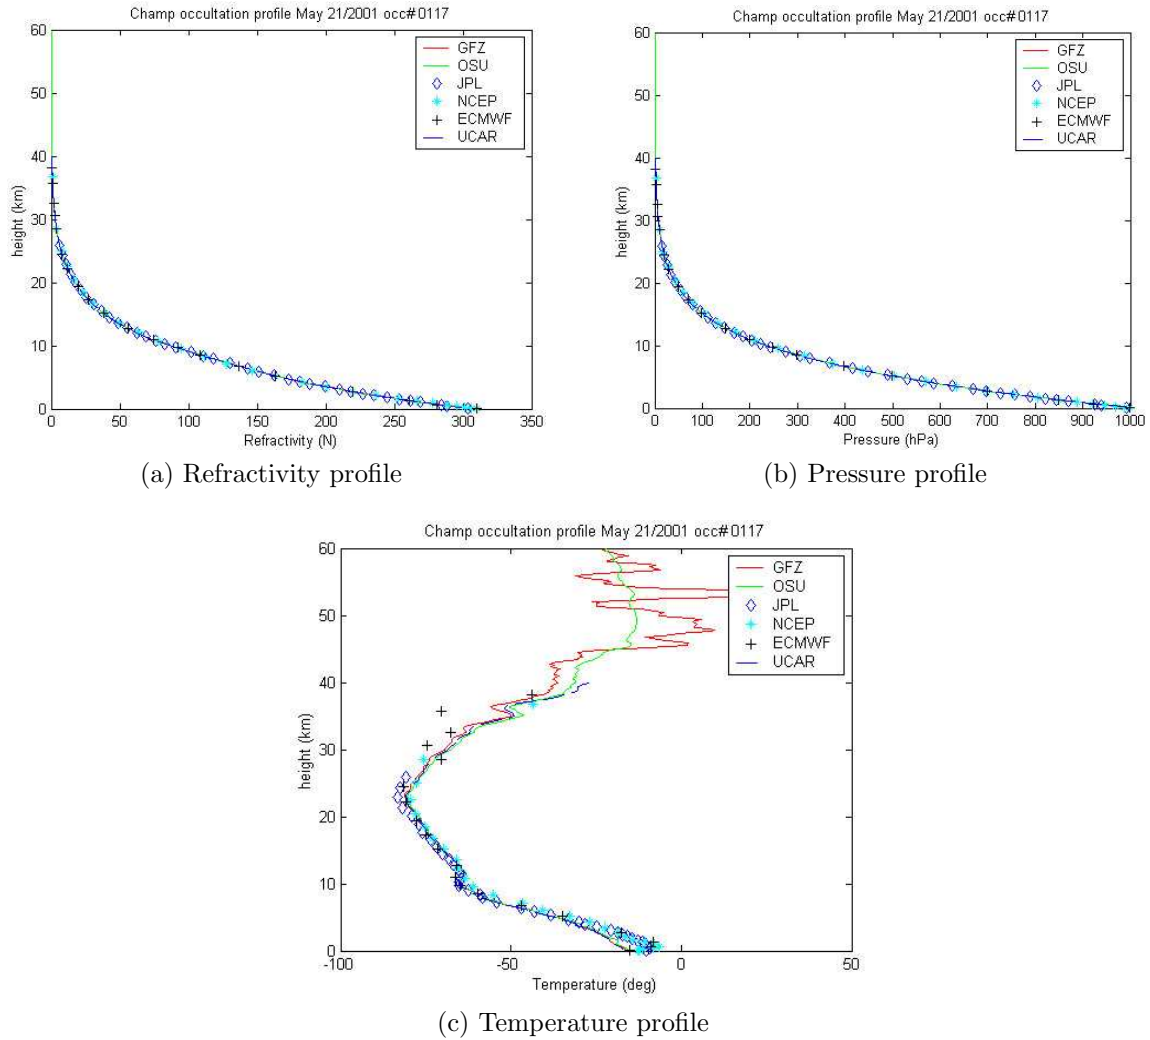 Champ occultation profile May 21/2001 occ#0117
60
50
40
30
20
10
0
height (km)
0 50 100 150 200 250 300 350
Refractivity (N)
GFZ
OSU
JPL
NCEP
ECMWF
UCAR
(a) Refractivity profile
Champ occultation profile May 21/2001 occ#0117
60
50
40
30
20
10
0
height (km)
0 100 200 300 400 500 600 700 800 900 1000
Pressure (hPa)
GFZ
OSU
JPL
NCEP
ECMWF
UCAR
(b) Pressure profile
Champ occultation profile May 21/2001 occ#0117
60
50
40
30
20
10
0
height (km)
-100 -50 0 50
Temperature (deg)
GFZ
OSU
JPL
NCEP
ECMWF
UCAR
(c) Temperature profile